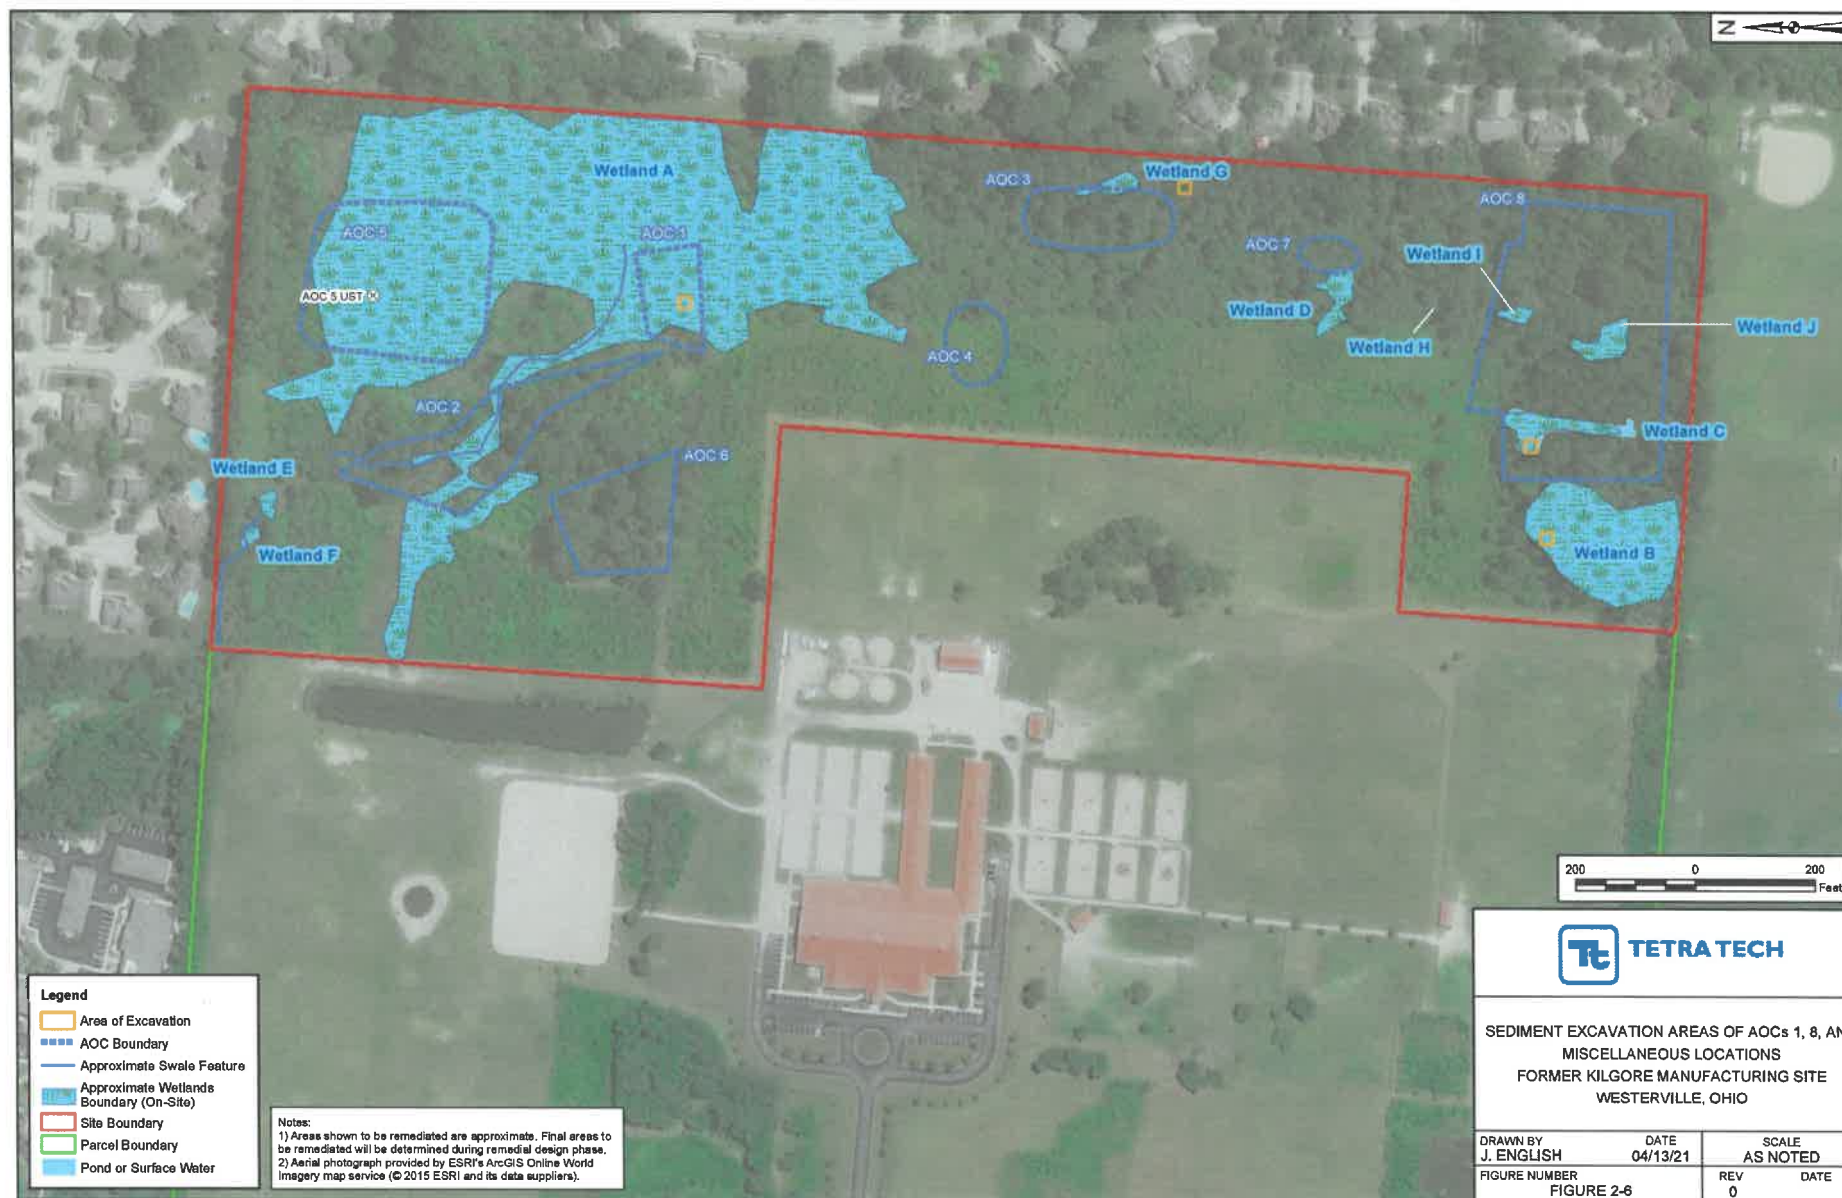 N
Wetland A
AOC 3
Wetland G
AOC 8
AOC 5
AOC 1
AOC 7
Wetland I
AOC 5 UST
Wetland D
Wetland J
Wetland H
AOC 4
AOC 2
Wetland C
AOC 6
Wetland E
Wetland F
Wetland B
200 0 200
Feet
Tt TETRA TECH
SEDIMENT EXCAVATION AREAS OF AOCs 1, 8, AN
MISCELLANEOUS LOCATIONS
FORMER KILGORE MANUFACTURING SITE
WESTERVILLE, OHIO
DRAWN BY DATE SCALE
J. ENGLISH 04/13/21 AS NOTED
FIGURE NUMBER REV DATE
FIGURE 2-6 0
Legend
Area of Excavation
AOC Boundary
Approximate Swale Feature
Approximate Wetlands
Boundary (On-Site)
Site Boundary
Parcel Boundary
Pond or Surface Water
Notes:
1) Areas shown to be remediated are approximate. Final areas to
be remediated will be determined during remedial design phase.
2) Aerial photograph provided by ESRI's ArcGIS Online World
Imagery map service (© 2015 ESRI and its data suppliers).